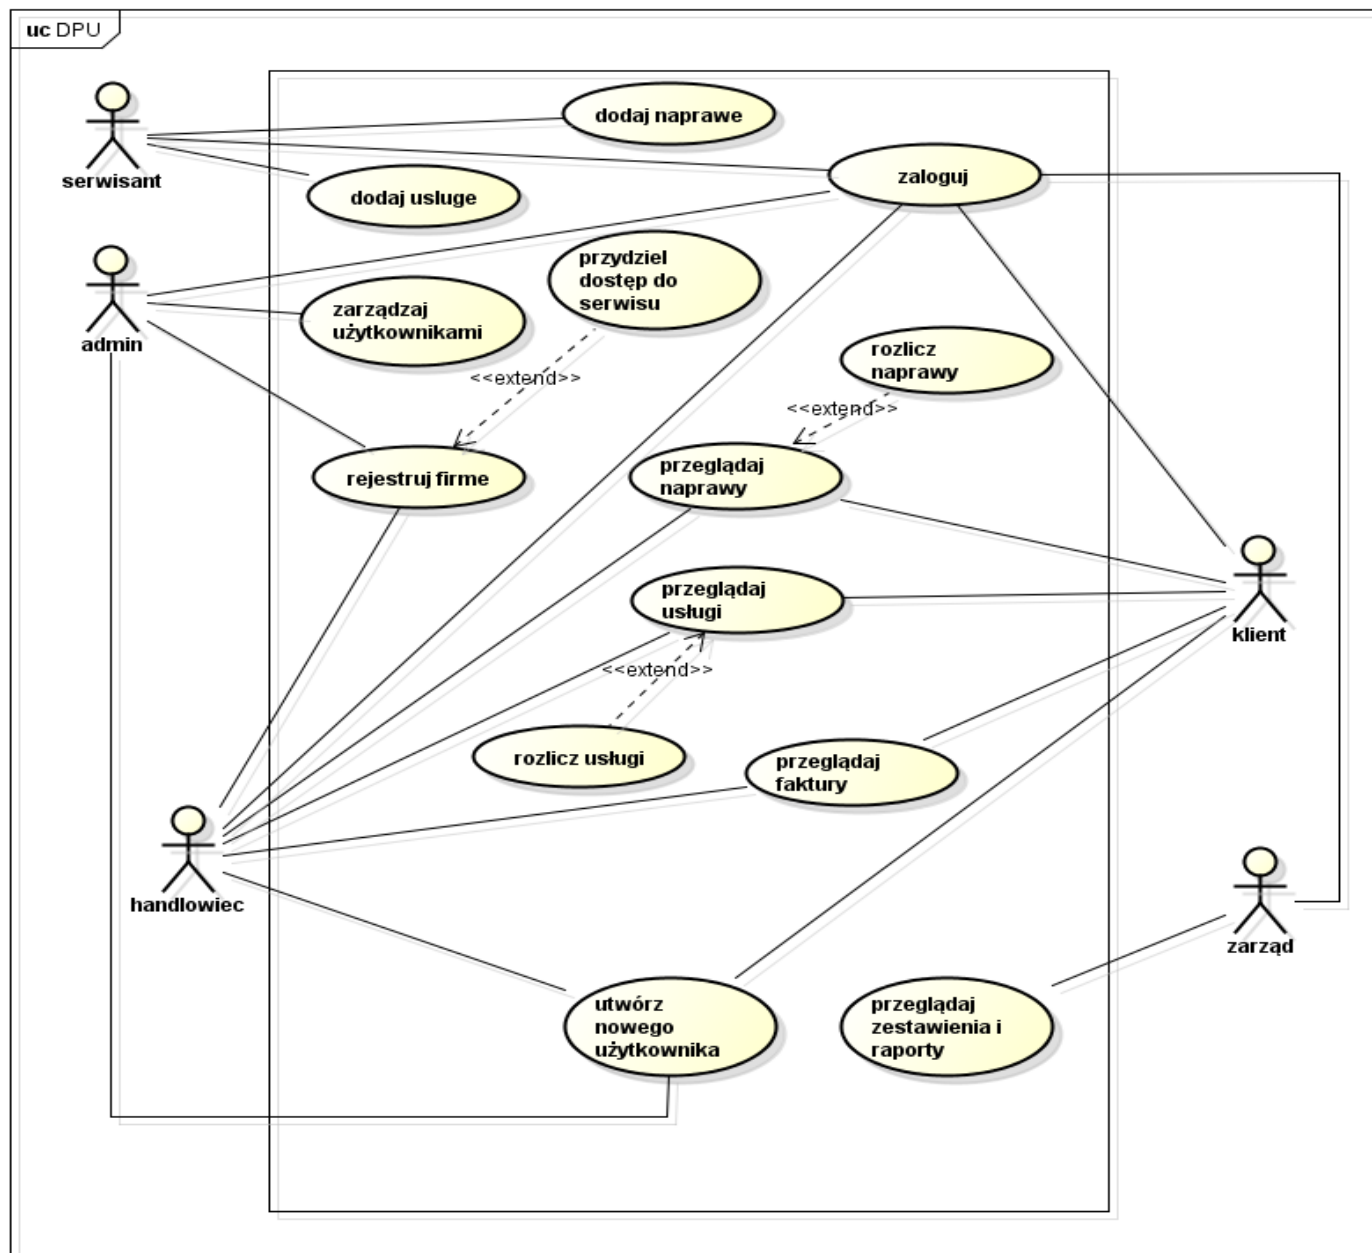 uc DPU
dodaj naprawe
serwisant
zaloguj
dodaj usluge
przydziel
dostęp do
serwisu
zarządzaj
użytkownikami
admin
rozlicz
naprawy
<<extend>>
<<extend>>
rejestruj firme
przeglądaj
naprawy
przeglądaj
usługi
klient
<<extend>>
rozlicz usługi
przeglądaj
faktury
handlowiec
zarząd
utwórz
nowego
użytkownika
przeglądaj
zestawienia i
raporty